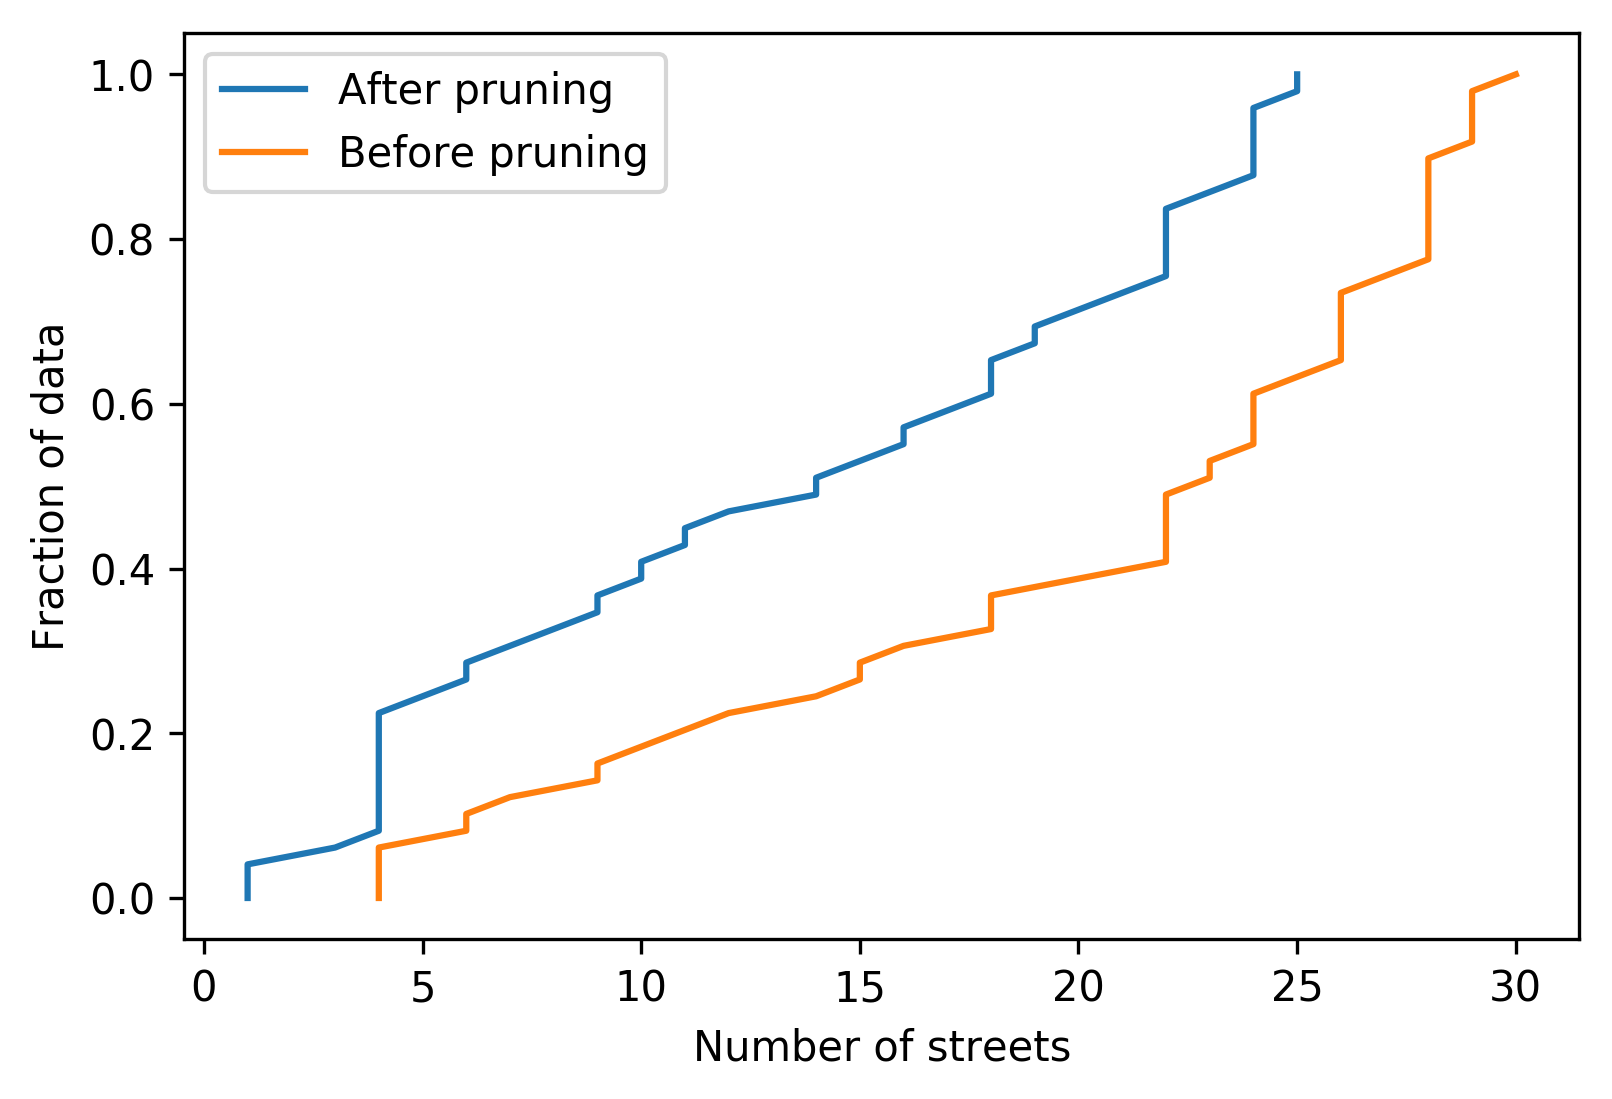 After pruning
Before pruning
1.0
0.8
0.6
0.4
0.2
0.0
Fraction of data
0 5 10 15 20 25 30
Number of streets